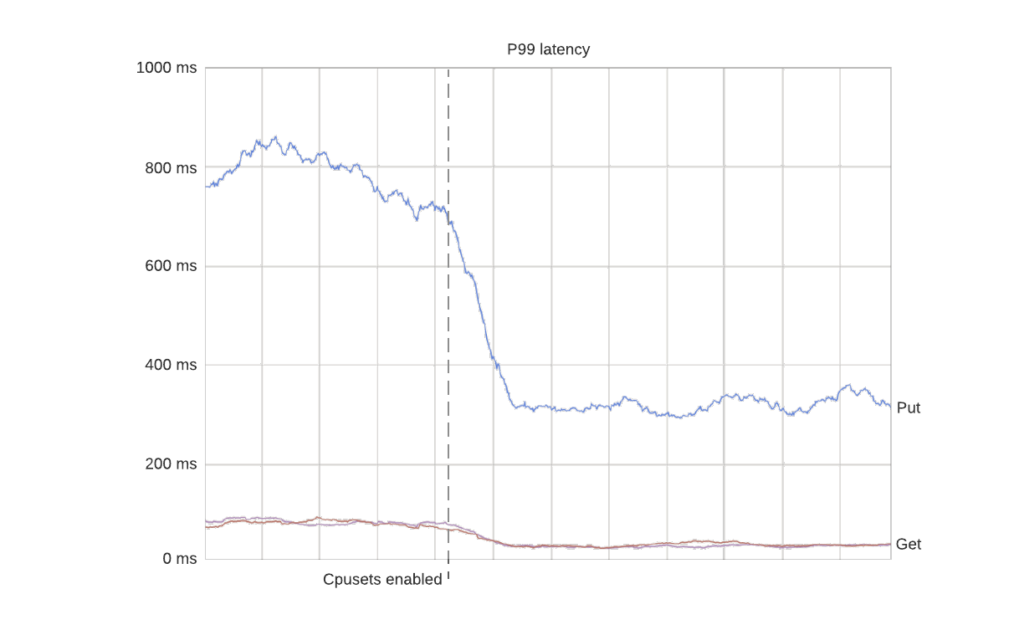 P99 latency
1000 ms
800 ms
600 ms
400 ms
Put
200 ms
Get
0 ms
Cpusets enabled